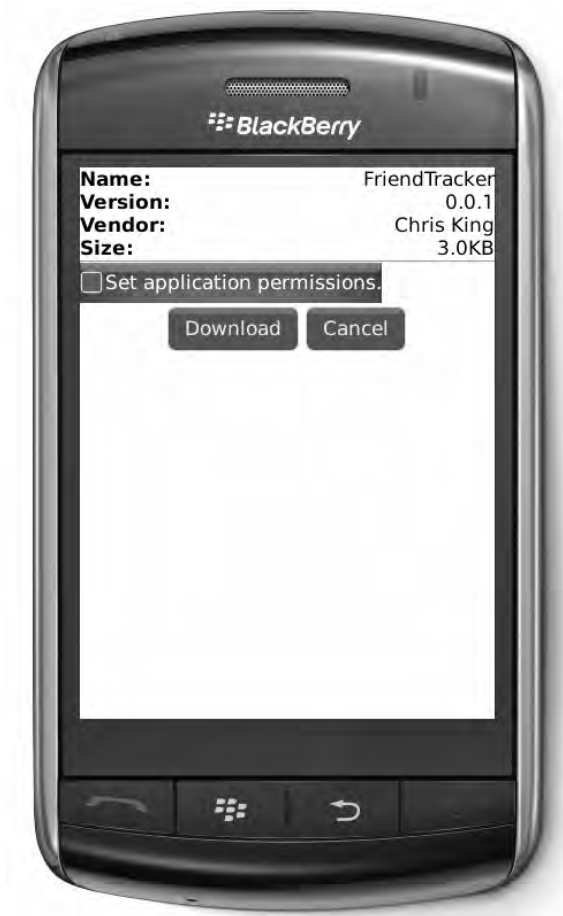 BlackBerry
Name: FriendTracker
Version: 0.0.1
Vendor: Chris King
Size: 3.0KB
Set application permissions.
Download Cancel